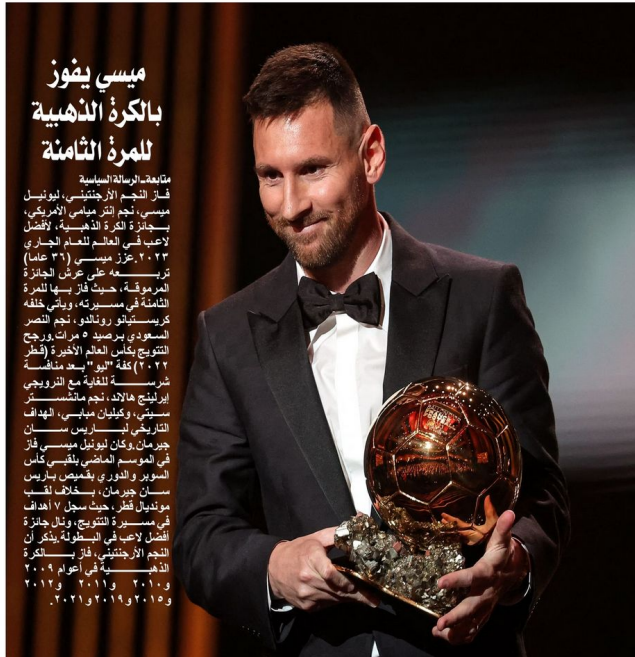 ميسي يفوز
بالكرة الذهبية
للمرة الثامنة
متابعة-الرسالة السياسية
فاز النجم الأرجنتيني، ليونيل
ميسي، نجم إنتر ميامي الأمريكي،
بجائزة الكرة الذهبية، لأفضل
لاعب في العالم للعام الجاري
٢٠٢٣.عزز ميسي (٣٦ عاما)
تربعه على عرش الجائزة
المرموقة، حيث فاز بها للمرة
الثامنة في مسيرته، ويأتي خلفه
كريستيانو رونالدو، نجم النصر
السعودي برصيد ٥ مرات.ورجح
التتويج بكأس العالم الأخيرة (قطر
٢٠٢٢) كفة "ليو" بعد منافسة
شرسة للغاية مع النرويجي
إيرلينج هالاند، نجم مانشستر
سيتي، وكيليان مبابي، الهداف
التاريخي لباريس سان
جيرمان.وكان ليونيل ميسي فاز
في الموسم الماضي بلقبي كأس
السوبر والدوري بقميص باريس
سان جيرمان، بخلاف لقب
مونديال قطر، حيث سجل ٧ أهداف
في مسيرة التتويج، ونال جائزة
أفضل لاعب في البطولة.يذكر أن
النجم الأرجنتيني، فاز بالكرة
الذهبية في أعوام ٢٠٠٩
و٢٠١٠ و٢٠١١ و٢٠١٢
و٢٠١٥ و٢٠١٩ و٢٠٢١.